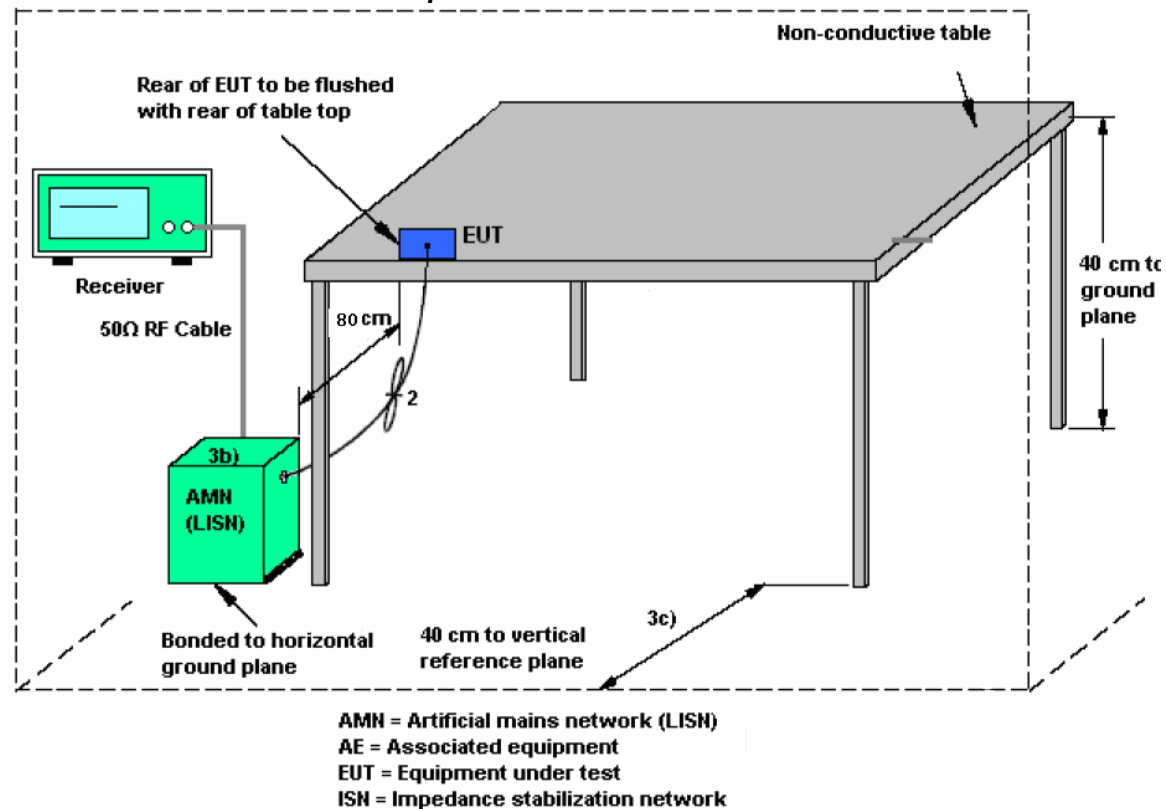 Non-conductive table
Rear of EUT to be flushed
with rear of table top
EUT
Receiver
50Ω RF Cable
80 cm
2
40 cm to
ground
plane
3b)
AMN
(LISN)
3c)
Bonded to horizontal
ground plane
40 cm to vertical
reference plane
AMN = Artificial mains network (LISN)
AE = Associated equipment
EUT = Equipment under test
ISN = Impedance stabilization network